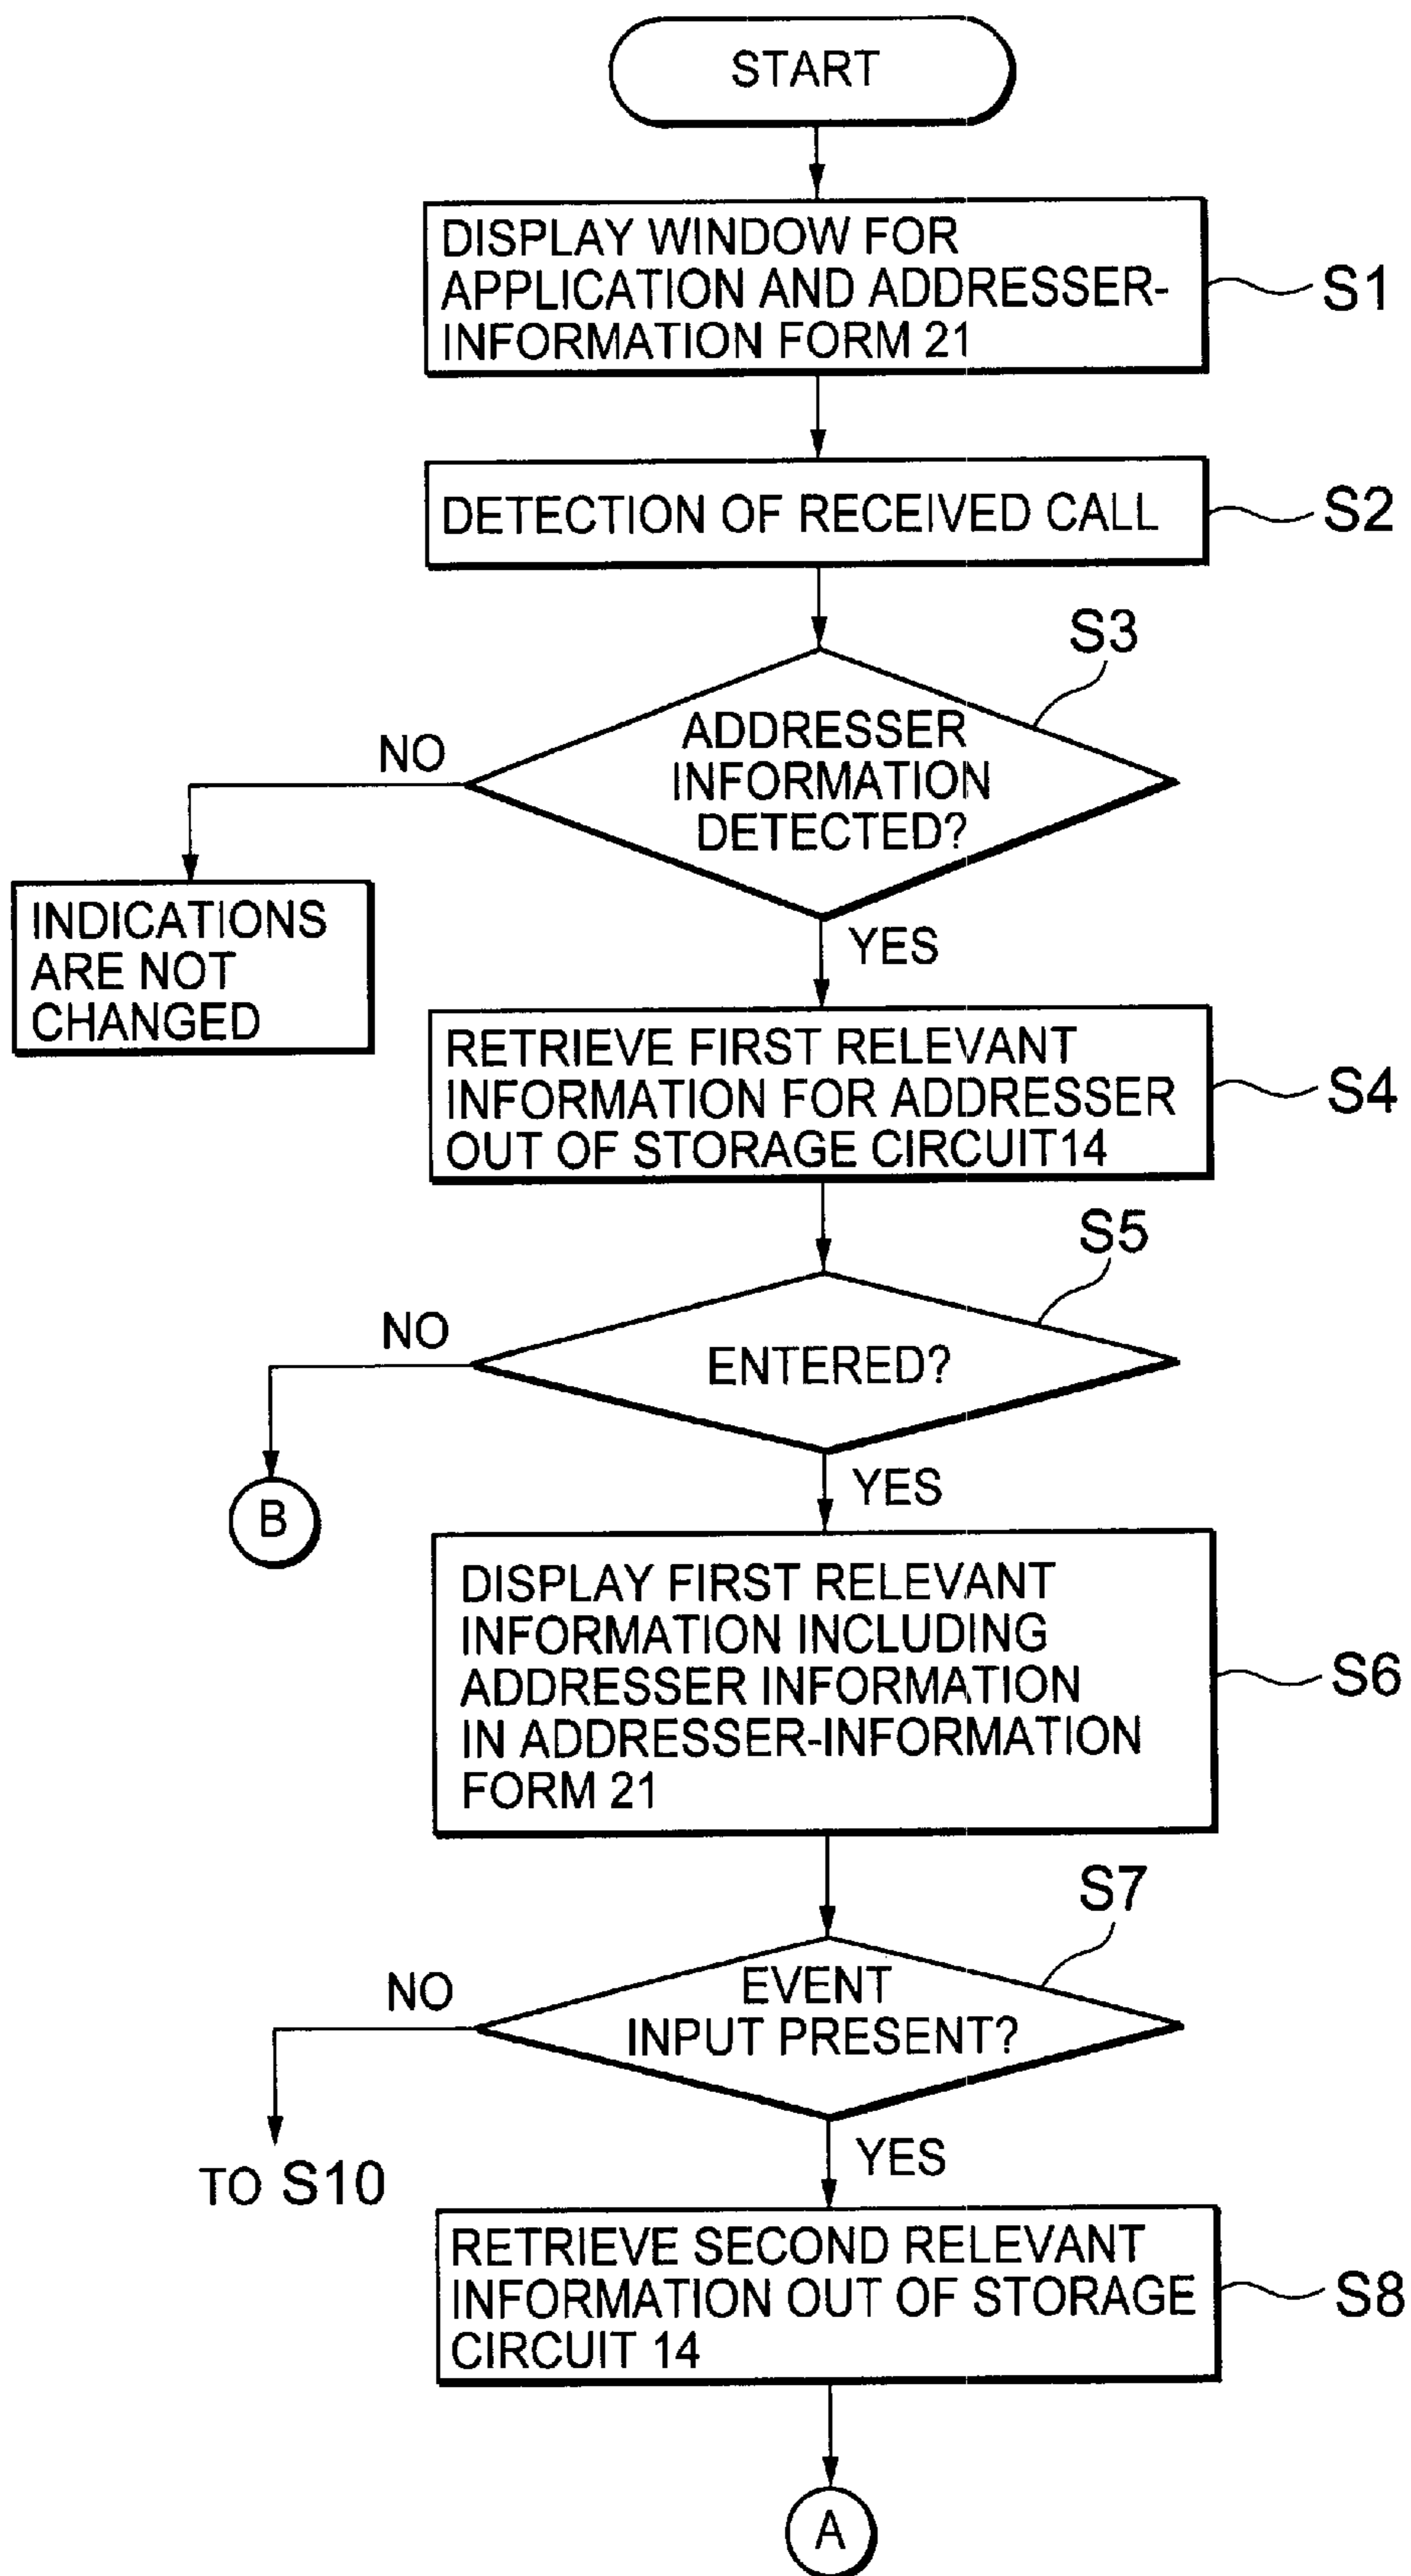 START
DISPLAY WINDOW FOR
APPLICATION AND ADDRESSER-
INFORMATION FORM 21
S1
DETECTION OF RECEIVED CALL
S2
S3
ADDRESSER
INFORMATION
DETECTED?
NO
INDICATIONS
ARE NOT
CHANGED
YES
RETRIEVE FIRST RELEVANT
INFORMATION FOR ADDRESSER
OUT OF STORAGE CIRCUIT14
S4
S5
ENTERED?
NO
B
YES
DISPLAY FIRST RELEVANT
INFORMATION INCLUDING
ADDRESSER INFORMATION
IN ADDRESSER-INFORMATION
FORM 21
S6
S7
EVENT
INPUT PRESENT?
NO
TO S10
YES
RETRIEVE SECOND RELEVANT
INFORMATION OUT OF STORAGE
CIRCUIT 14
S8
A